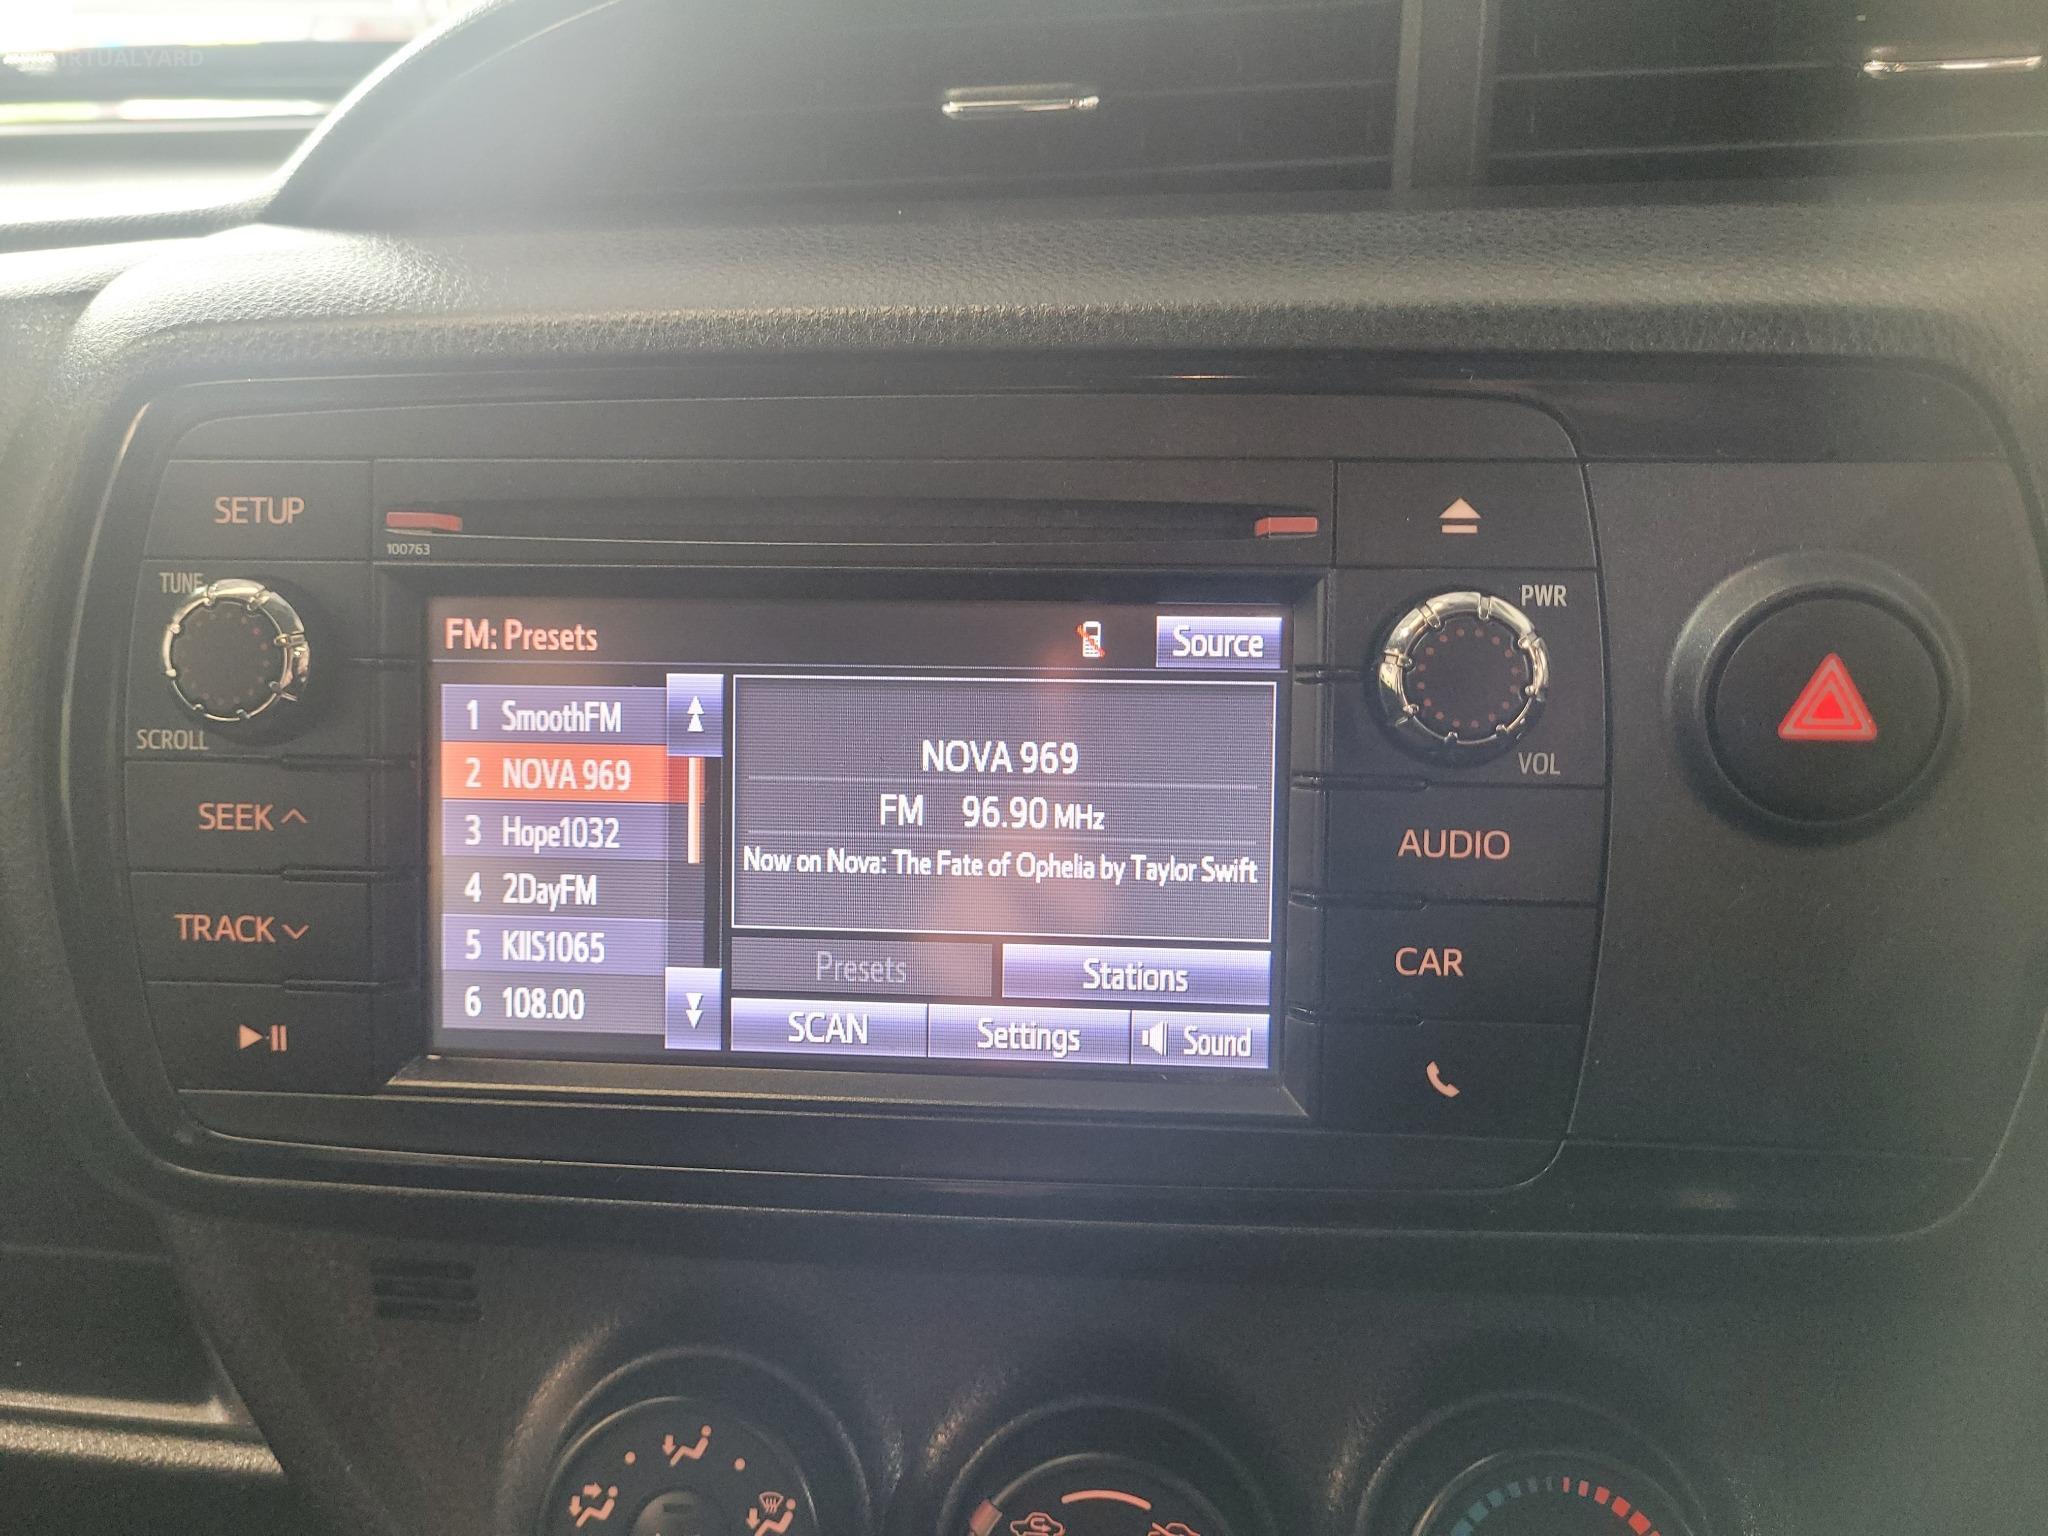 VIRTUALYARD
SETUP
100763
TUNE
SCROLL
SEEK
TRACK
FM: Presets
Source
1 SmoothFM
2 NOVA 969
3 Hope1032
4 2DayFM
5 KIIS1065
6 108.00
NOVA 969
FM 96.90 MHz
Now on Nova: The Fate of Ophelia by Taylor Swift
Presets
Stations
SCAN
Settings
Sound
PWR
VOL
AUDIO
CAR